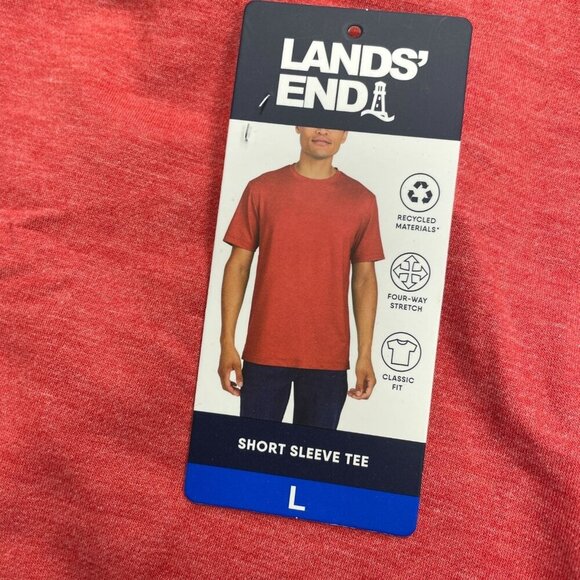 LANDS'
END
RECYCLED
MATERIALS*
FOUR-WAY
STRETCH
CLASSIC
FIT
SHORT SLEEVE TEE
L